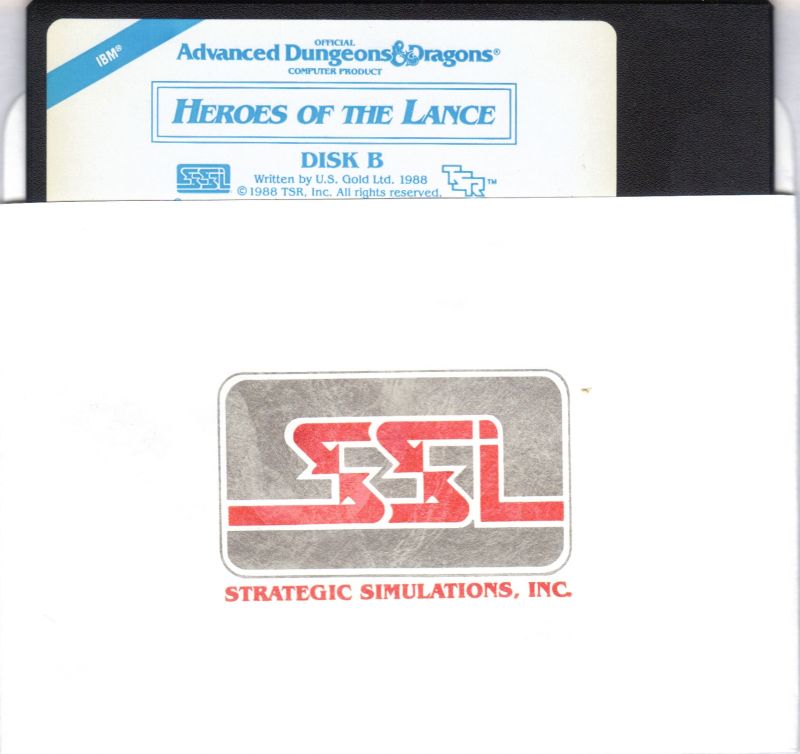 IBM®
OFFICIAL
Advanced Dungeons & Dragons®
COMPUTER PRODUCT
HEROES OF THE LANCE
DISK B
SSI
Written by U.S. Gold Ltd. 1988
© 1988 TSR, Inc. All rights reserved.
TSR™
SSI
STRATEGIC SIMULATIONS, INC.